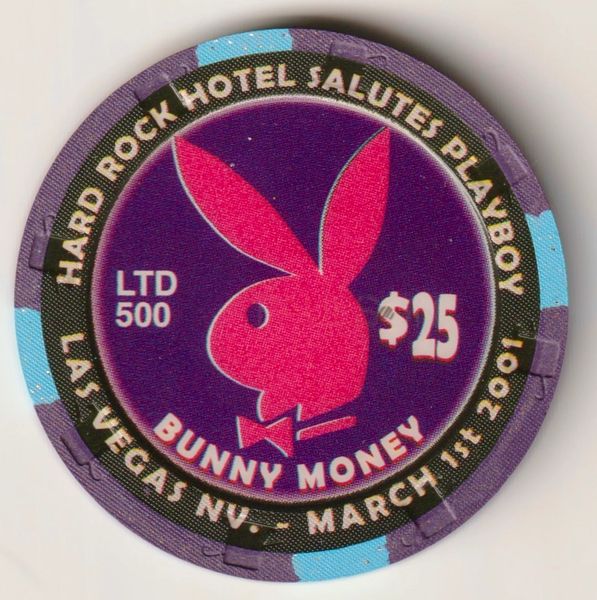 HARD ROCK HOTEL SALUTES PLAYBOY
LTD
500
$25
BUNNY MONEY
LAS VEGAS NV. - MARCH 1st 2001